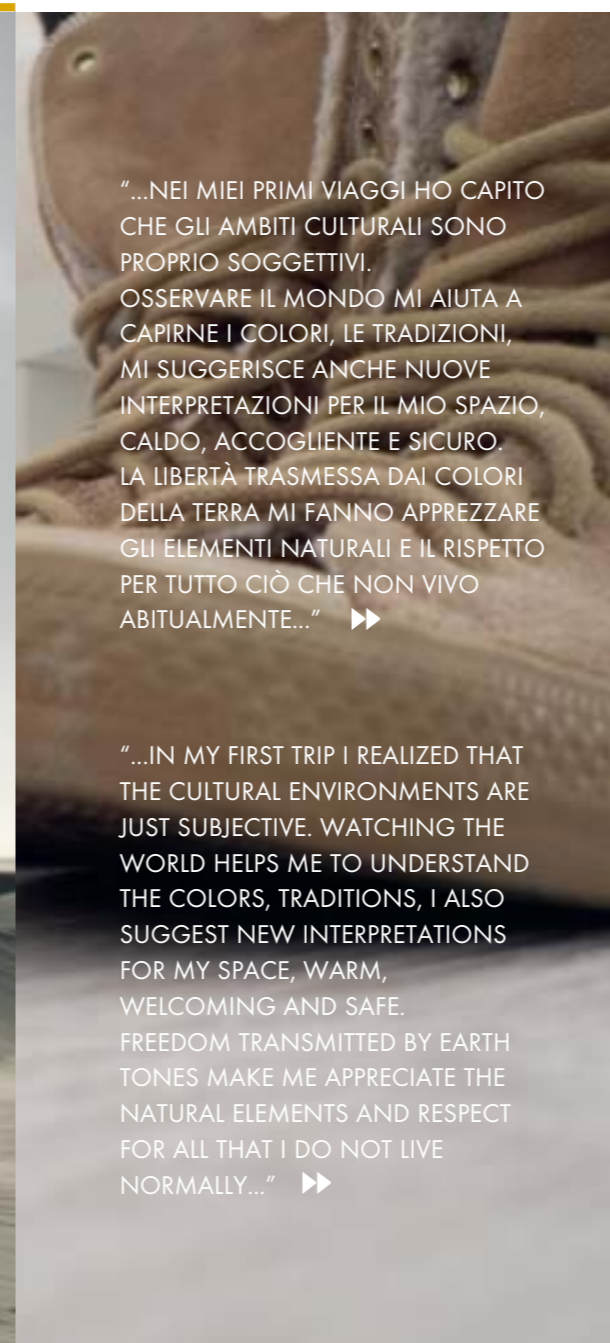 “...NEI MIEI PRIMI VIAGGI HO CAPITO
CHE GLI AMBITI CULTURALI SONO
PROPRIO SOGGETTIVI.
OSSERVARE IL MONDO MI AIUTA A
CAPIRNE I COLORI, LE TRADIZIONI,
MI SUGGERISCE ANCHE NUOVE
INTERPRETAZIONI PER IL MIO SPAZIO,
CALDO, ACCOGLIENTE E SICURO.
LA LIBERTÀ TRASMESSA DAI COLORI
DELLA TERRA MI FANNO APPREZZARE
GLI ELEMENTI NATURALI E IL RISPETTO
PER TUTTO CIÒ CHE NON VIVO
ABITUALMENTE...”
“...IN MY FIRST TRIP I REALIZED THAT
THE CULTURAL ENVIRONMENTS ARE
JUST SUBJECTIVE. WATCHING THE
WORLD HELPS ME TO UNDERSTAND
THE COLORS, TRADITIONS, I ALSO
SUGGEST NEW INTERPRETATIONS
FOR MY SPACE, WARM,
WELCOMING AND SAFE.
FREEDOM TRANSMITTED BY EARTH
TONES MAKE ME APPRECIATE THE
NATURAL ELEMENTS AND RESPECT
FOR ALL THAT I DO NOT LIVE
NORMALLY...”